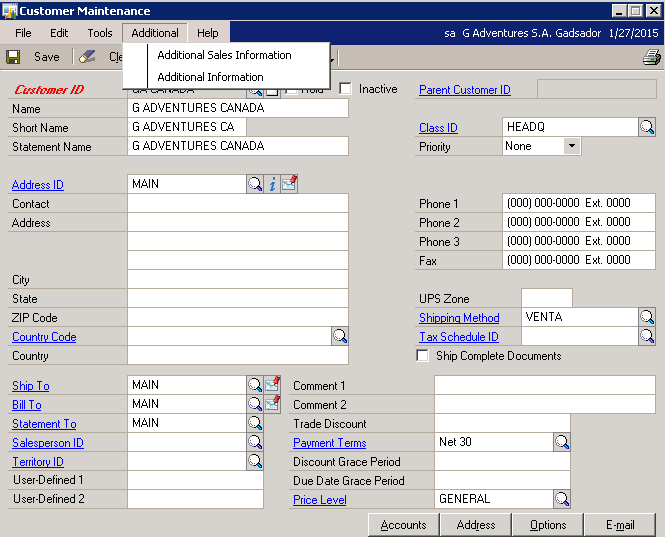 Customer Maintenance
File Edit Tools Additional Help sa G Adventures S.A. Gadsador 1/27/2015
Save
Additional Sales Information
Additional Information
Customer ID Hold Inactive Parent Customer ID
Name G ADVENTURES CANADA
Short Name G ADVENTURES CA Class ID HEADQ
Statement Name G ADVENTURES CANADA Priority None
Address ID MAIN
Contact Phone 1 (000) 000-0000 Ext. 0000
Address Phone 2 (000) 000-0000 Ext. 0000
Phone 3 (000) 000-0000 Ext. 0000
Fax (000) 000-0000 Ext. 0000
City
State UPS Zone
ZIP Code Shipping Method VENTA
Country Code Tax Schedule ID
Country Ship Complete Documents
Ship To MAIN Comment 1
Bill To MAIN Comment 2
Statement To MAIN Trade Discount
Salesperson ID Payment Terms Net 30
Territory ID Discount Grace Period
User-Defined 1 Due Date Grace Period
User-Defined 2 Price Level GENERAL
Accounts Address Options E-mail